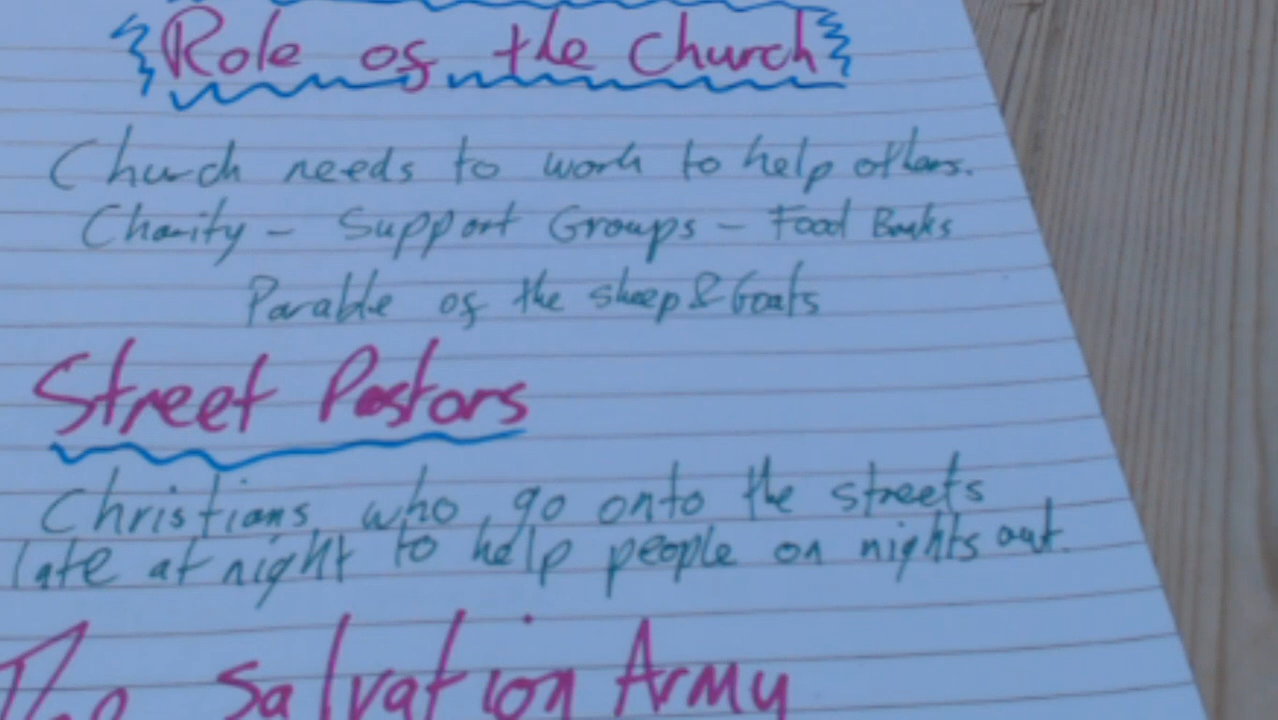 Role of the Church
Church needs to work to help others.
Charity - Support Groups - Food Banks
Parable of the sheep & Goats
Street Pastors
Christians who go onto the streets
late at night to help people on nights out.
The Salvation Army